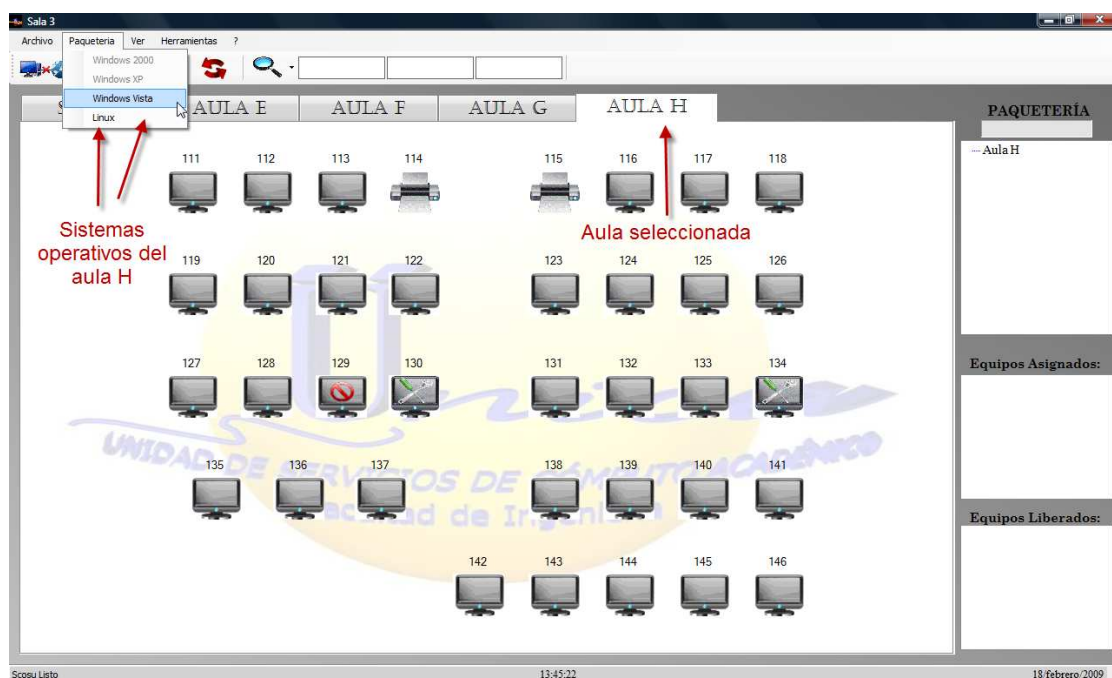 Sala 3
Archivo Paqueteria Ver Herramientas ?
Windows 2000
Windows XP
Windows Vista
Linux
S
AULA E
AULA F
AULA G
AULA H
PAQUETERÍA
Aula H
111 112 113 114 115 116 117 118
Sistemas
operativos del
aula H
Aula seleccionada
119 120 121 122 123 124 125 126
127 128 129 130 131 132 133 134
Equipos Asignados:
UNIDAD DE SERVICIOS DE CÓMPUTO ACADÉMICO
135 136 137 138 139 140 141
Facultad de Ingeniería
Equipos Liberados:
142 143 144 145 146
Scosu Listo
13:45:22
18/febrero/2009